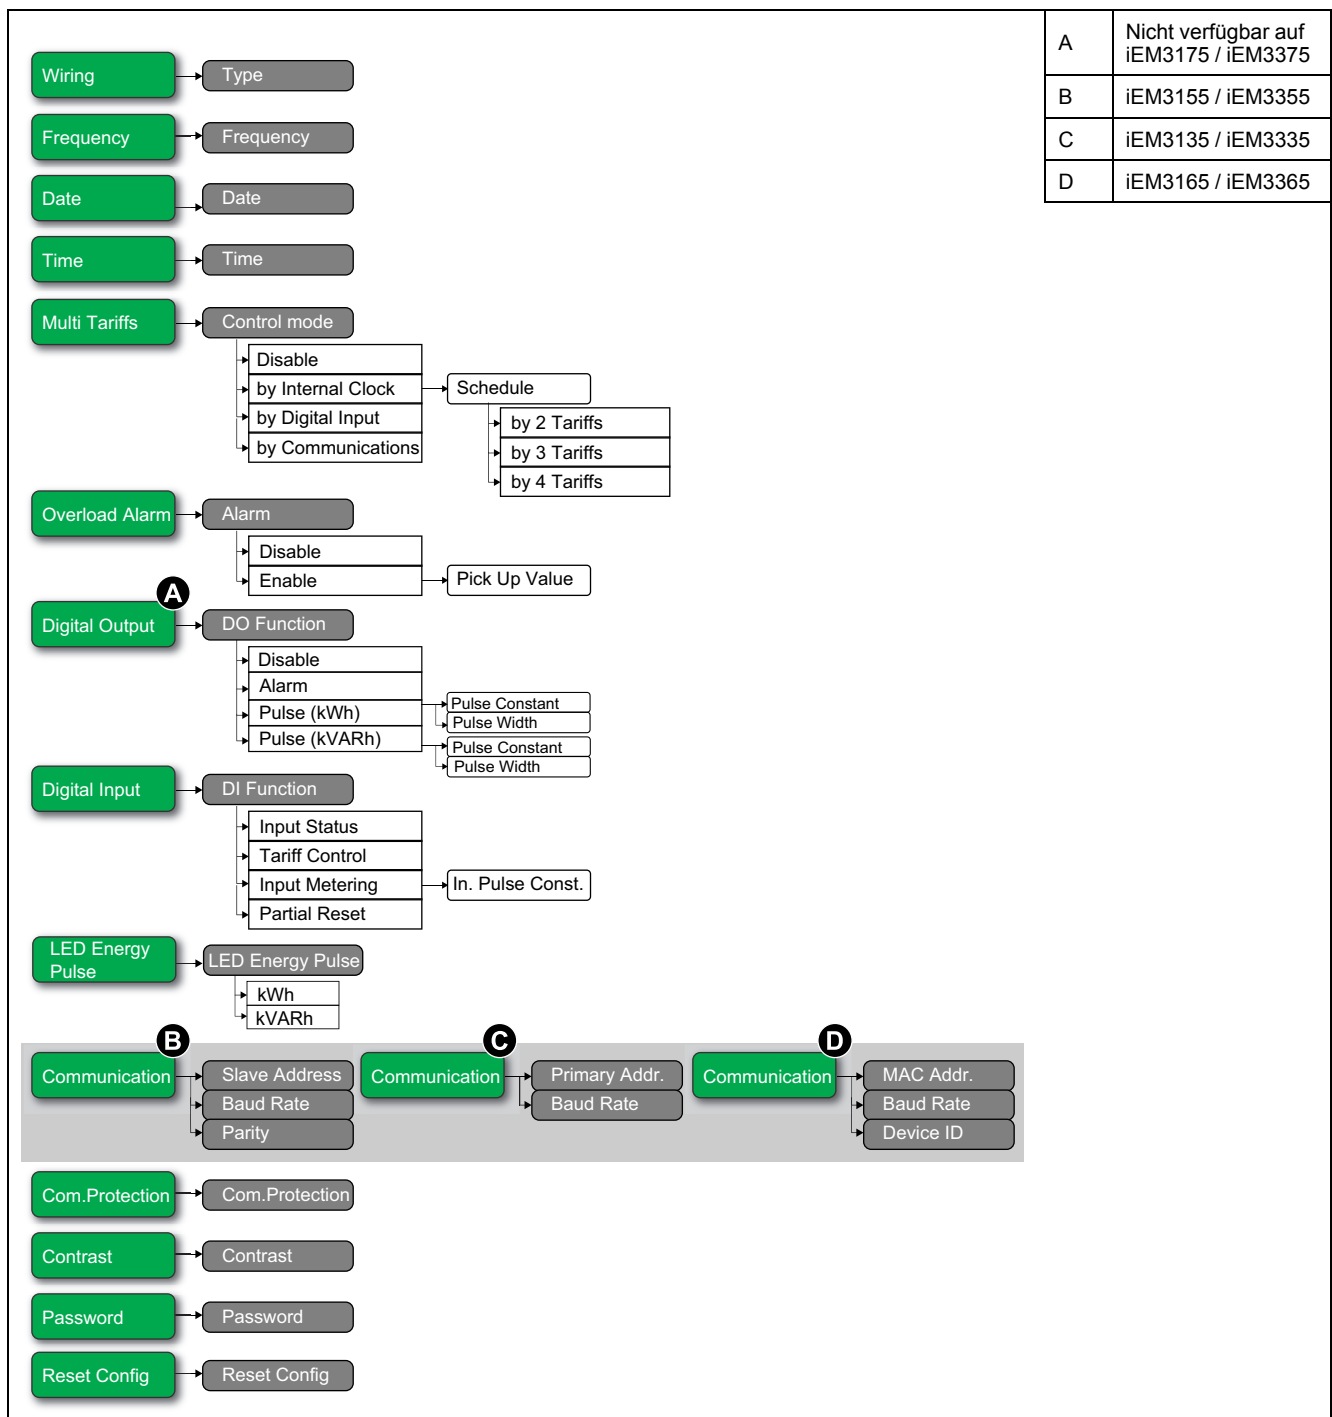 A
Nicht verfügbar auf
iEM3175 / iEM3375
B
iEM3155 / iEM3355
C
iEM3135 / iEM3335
D
iEM3165 / iEM3365
Wiring
Type
Frequency
Frequency
Date
Date
Time
Time
Multi Tariffs
Control mode
Disable
by Internal Clock
Schedule
by Digital Input
by Communications
by 2 Tariffs
by 3 Tariffs
by 4 Tariffs
Overload Alarm
Alarm
Disable
Enable
Pick Up Value
A
Digital Output
DO Function
Disable
Alarm
Pulse (kWh)
Pulse Constant
Pulse Width
Pulse (kVARh)
Pulse Constant
Pulse Width
Digital Input
DI Function
Input Status
Tariff Control
Input Metering
In. Pulse Const.
Partial Reset
LED Energy
Pulse
LED Energy Pulse
kWh
kVARh
B
Communication
Slave Address
Baud Rate
Parity
C
Communication
Primary Addr.
Baud Rate
D
Communication
MAC Addr.
Baud Rate
Device ID
Com.Protection
Com.Protection
Contrast
Contrast
Password
Password
Reset Config
Reset Config